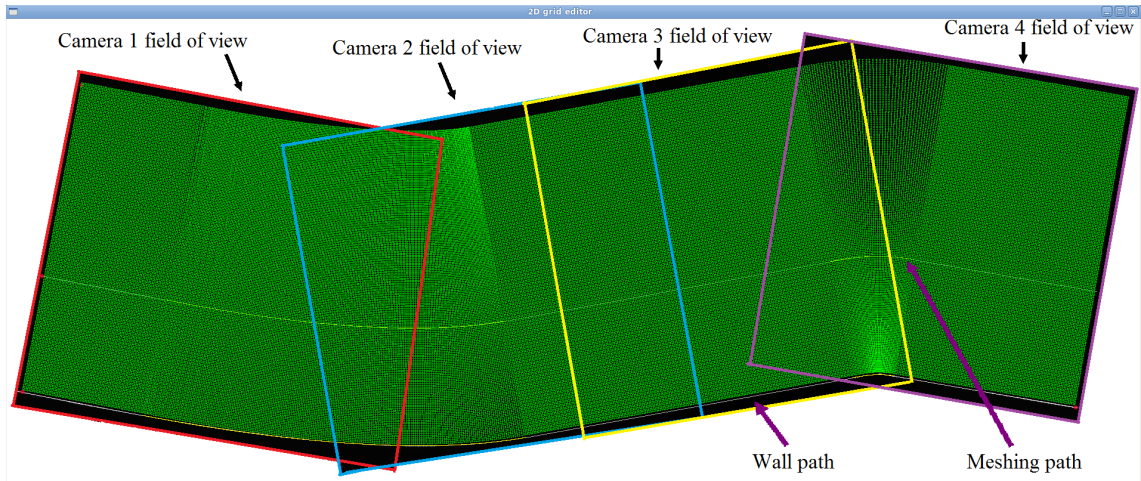 2D grid editor
Camera 1 field of view
Camera 2 field of view
Camera 3 field of view
Camera 4 field of view
Wall path
Meshing path